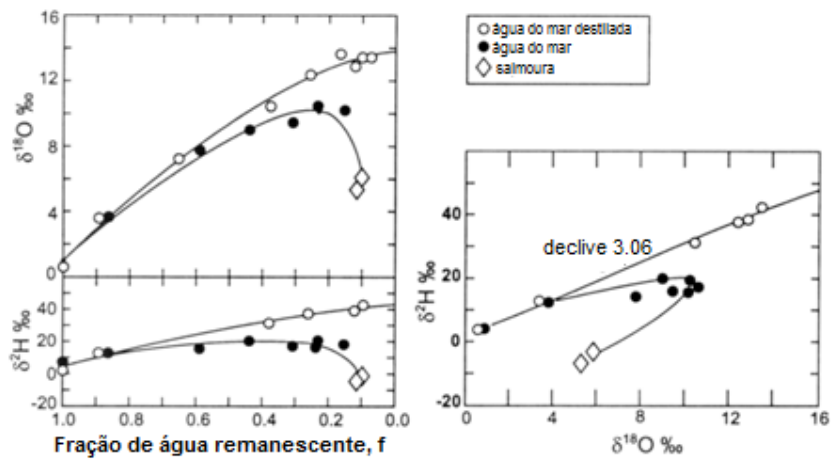 16
12
8
4
0
δ18O ‰
40
20
0
-20
δ2H ‰
1.0
0.8
0.6
0.4
0.2
0.0
Fração de água remanescente, f
água do mar destilada
água do mar
salmoura
40
20
0
-20
δ2H ‰
declive 3.06
0
4
8
12
16
δ18O ‰